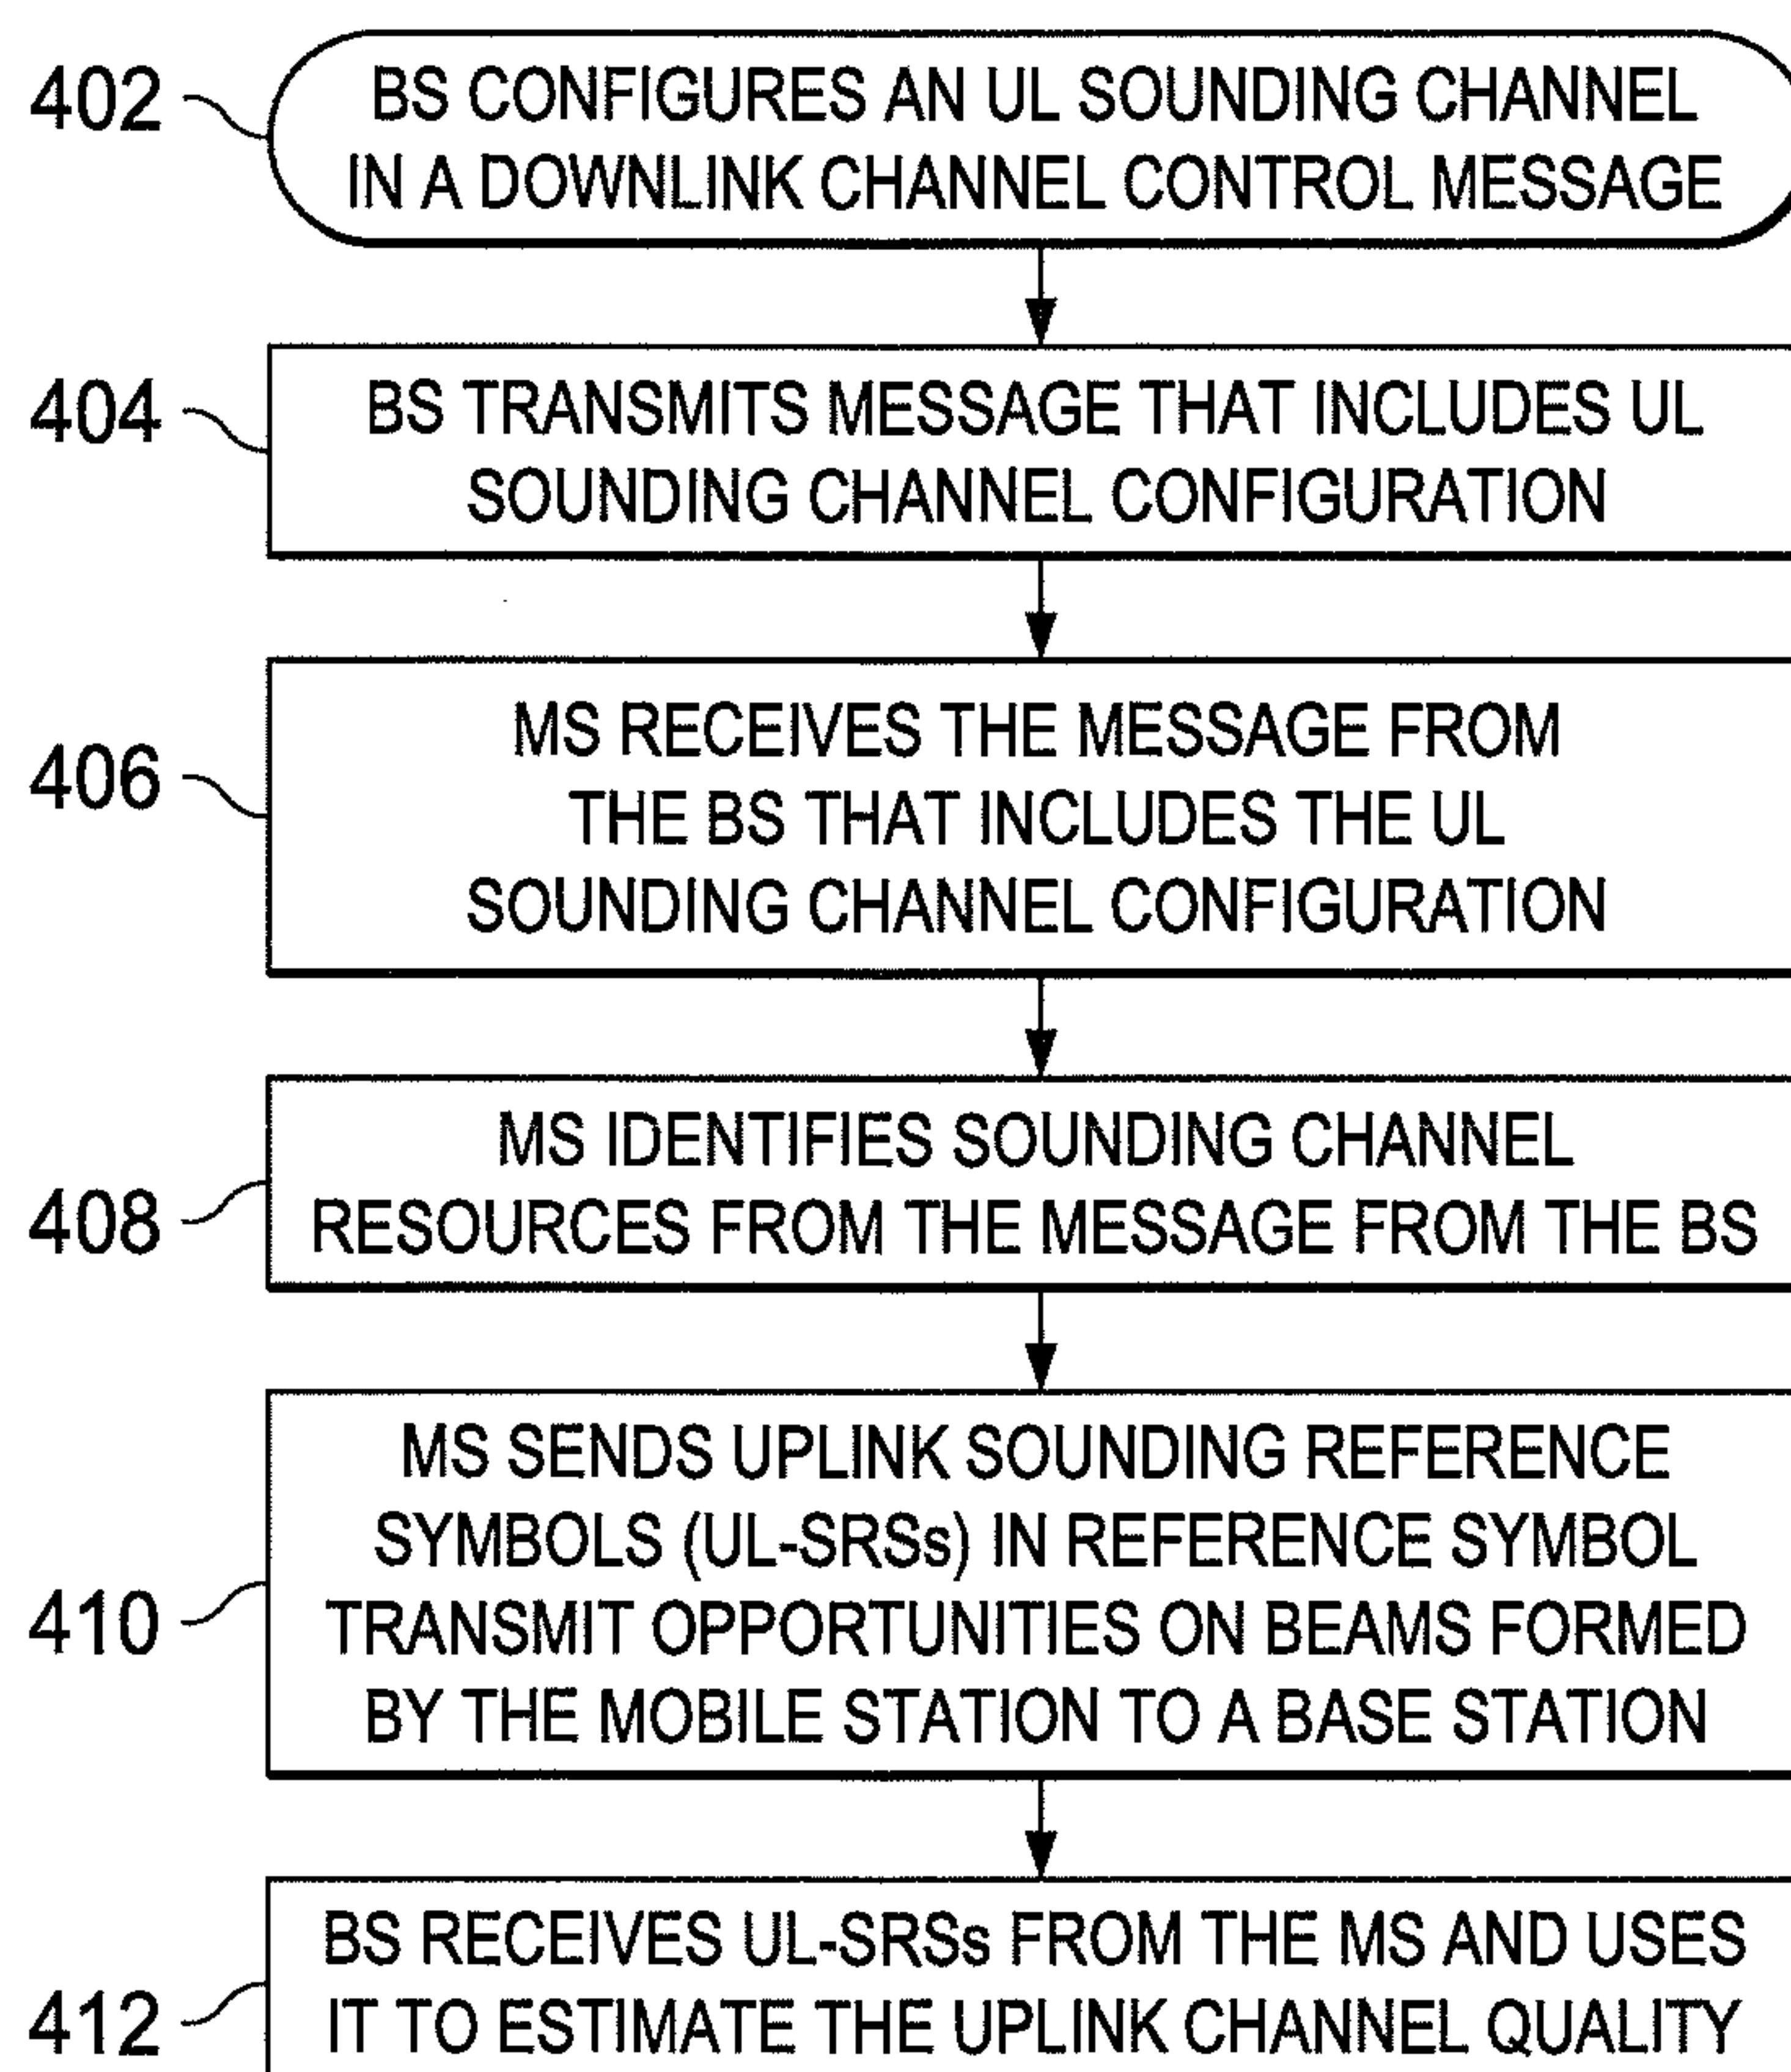 402
BS CONFIGURES AN UL SOUNDING CHANNEL
IN A DOWNLINK CHANNEL CONTROL MESSAGE
404
BS TRANSMITS MESSAGE THAT INCLUDES UL
SOUNDING CHANNEL CONFIGURATION
406
MS RECEIVES THE MESSAGE FROM
THE BS THAT INCLUDES THE UL
SOUNDING CHANNEL CONFIGURATION
408
MS IDENTIFIES SOUNDING CHANNEL
RESOURCES FROM THE MESSAGE FROM THE BS
410
MS SENDS UPLINK SOUNDING REFERENCE
SYMBOLS (UL-SRSs) IN REFERENCE SYMBOL
TRANSMIT OPPORTUNITIES ON BEAMS FORMED
BY THE MOBILE STATION TO A BASE STATION
412
BS RECEIVES UL-SRSs FROM THE MS AND USES
IT TO ESTIMATE THE UPLINK CHANNEL QUALITY